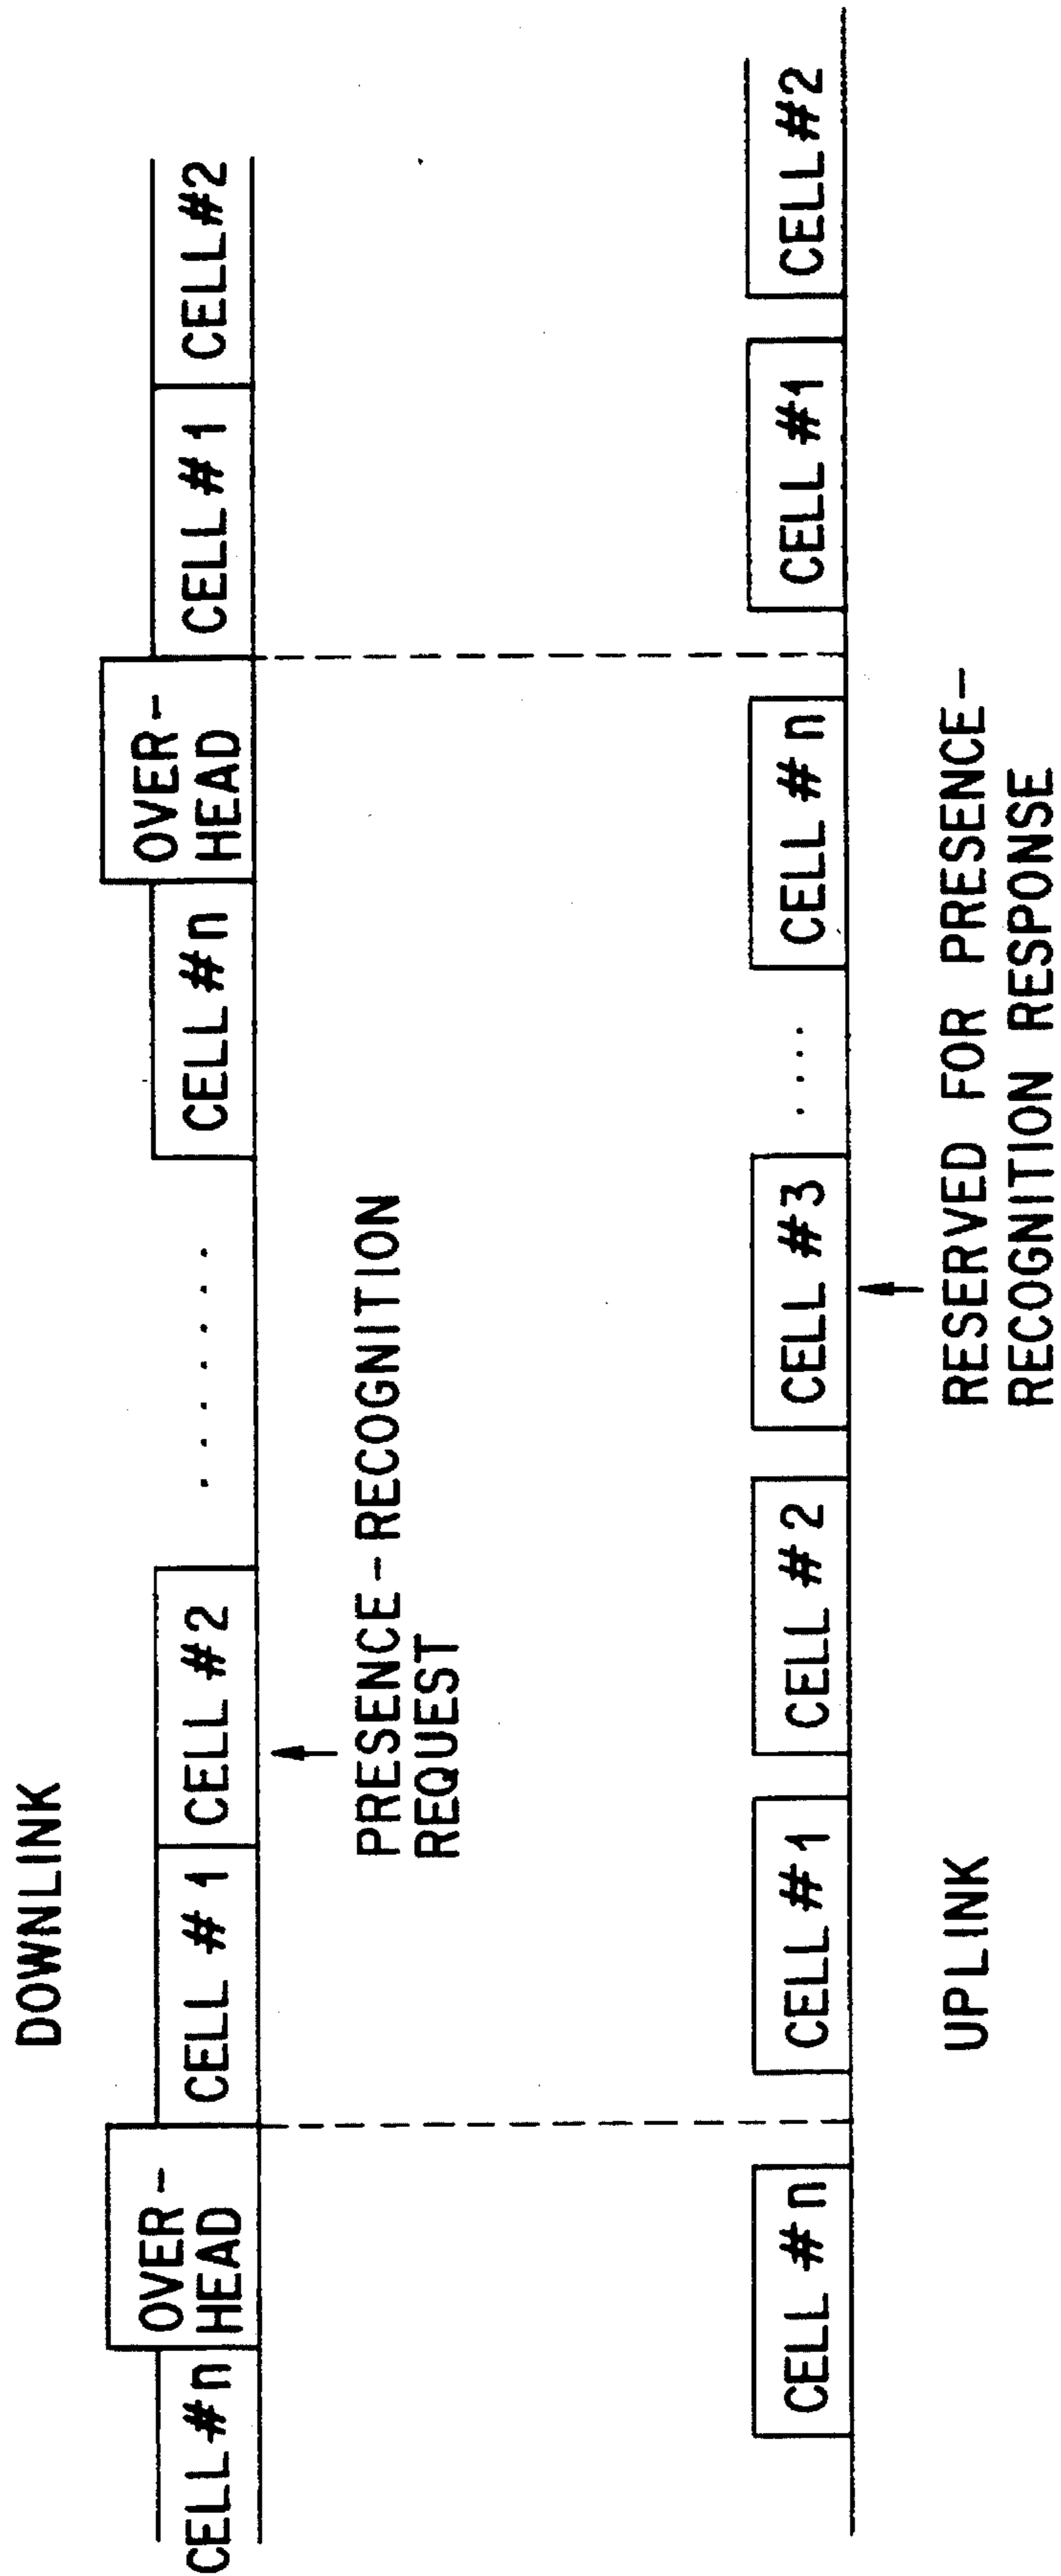 DOWNLINK
CELL #n
OVER-
HEAD
CELL # 1
CELL #2
. . . . . . .
CELL #n
OVER-
HEAD
CELL # 1
CELL #2
PRESENCE-RECOGNITION
REQUEST
CELL #n
CELL #1
CELL #2
CELL #3
. . . .
CELL #n
CELL #1
CELL #2
UPLINK
RESERVED FOR PRESENCE-
RECOGNITION RESPONSE